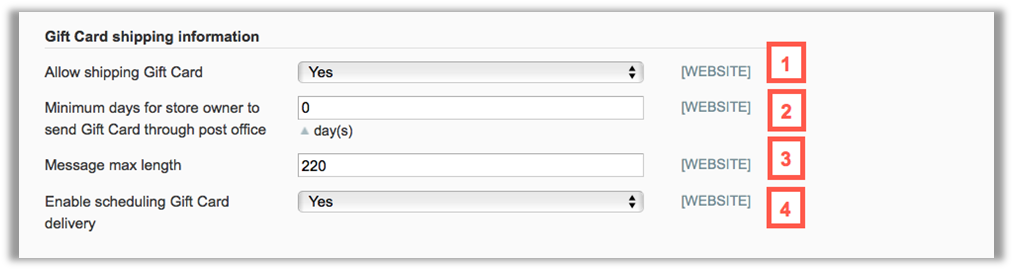 Gift Card shipping information
Allow shipping Gift Card Yes [WEBSITE] 1
Minimum days for store owner to 0 [WEBSITE] 2
send Gift Card through post office day(s)
Message max length 220 [WEBSITE] 3
Enable scheduling Gift Card Yes [WEBSITE] 4
delivery